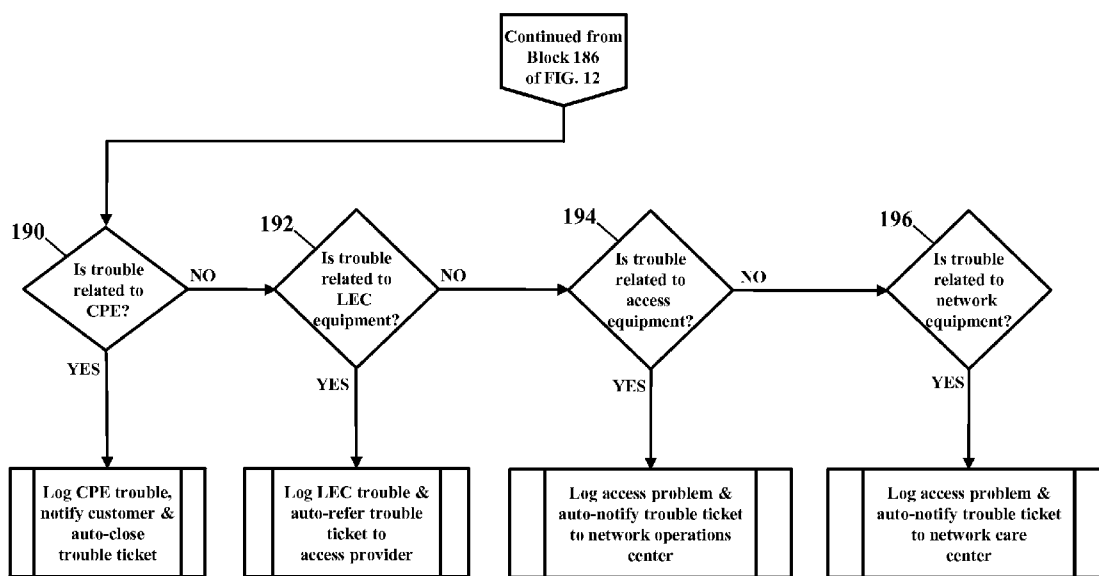 Continued from
Block 186
of FIG. 12
190
Is trouble
related to
CPE?
NO
YES
192
Is trouble
related to
LEC
equipment?
NO
YES
194
Is trouble
related to
access
equipment?
NO
YES
196
Is trouble
related to
network
equipment?
YES
Log CPE trouble,
notify customer &
auto-close
trouble ticket
Log LEC trouble &
auto-refer trouble
ticket to
access provider
Log access problem &
auto-notify trouble ticket
to network operations
center
Log access problem &
auto-notify trouble ticket
to network care
center